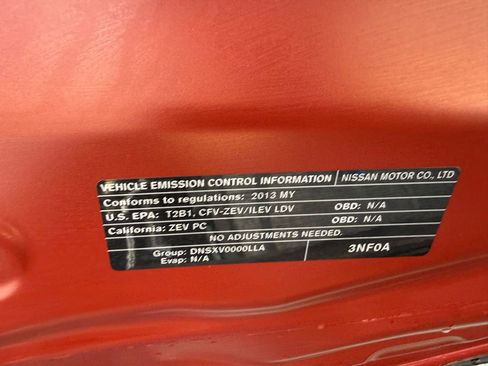 VEHICLE EMISSION CONTROL INFORMATION NISSAN MOTOR CO., LTD
Conforms to regulations: 2013 MY
U.S. EPA: T2B1, CFV-ZEV/ILEV LDV OBD: N/A
California: ZEV PC OBD: N/A
NO ADJUSTMENTS NEEDED.
Group: DNSXV0000LLA 3NF0A
Evap: N/A